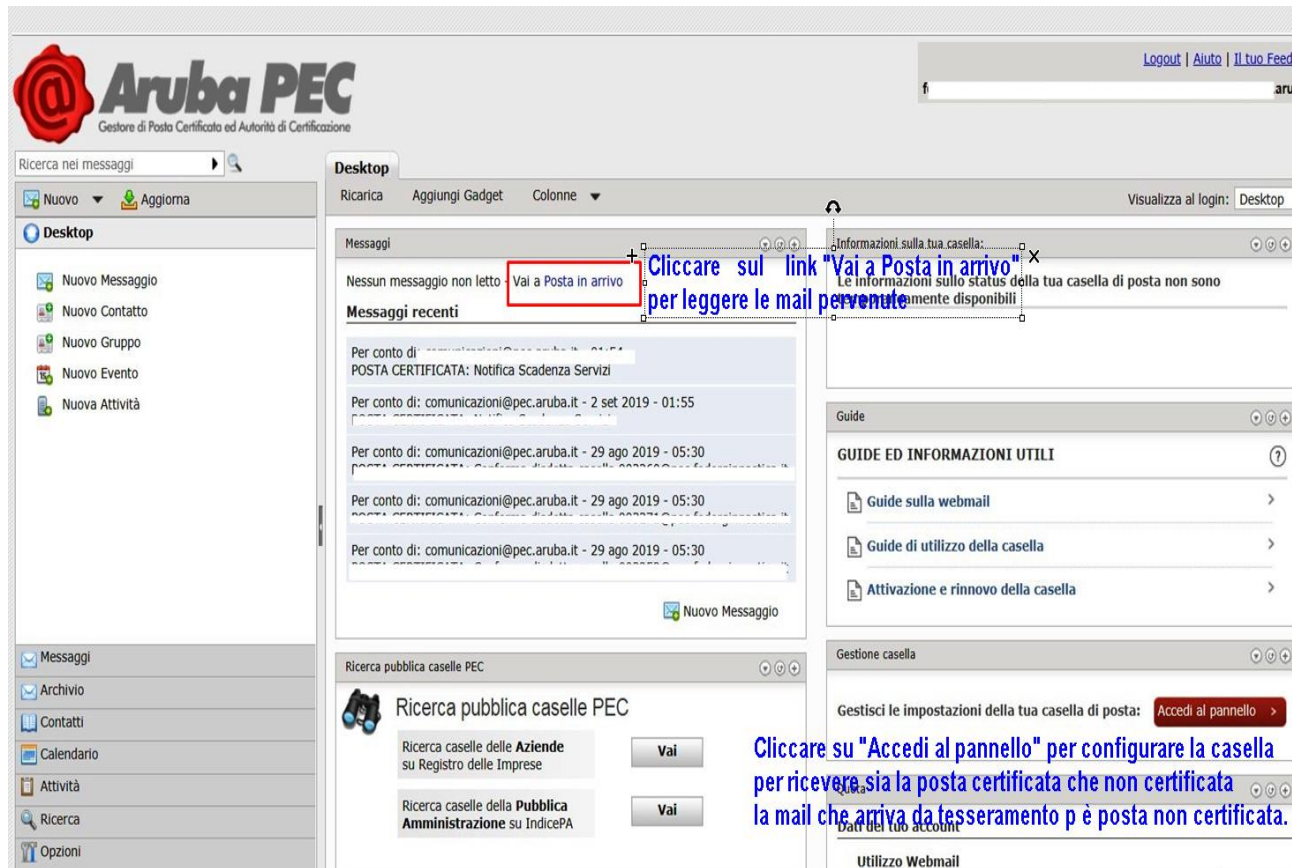 Logout | Aiuto | Il tuo Feed
.aru
Aruba PEC
Gestore di Posta Certificata ed Autorità di Certificazione
Ricerca nei messaggi
Nuovo Aggiorna
Desktop
Nuovo Messaggio
Nuovo Contatto
Nuovo Gruppo
Nuovo Evento
Nuova Attività
Messaggi
Archivio
Contatti
Calendario
Attività
Ricerca
Opzioni
Desktop
Ricarica Aggiungi Gadget Colonne
Visualizza al login: Desktop
Messaggi
Nessun messaggio non letto - Vai a Posta in arrivo
Cliccare sul link "Vai a Posta in arrivo"
per leggere le mail pervenute
Messaggi recenti
Per conto di:
POSTA CERTIFICATA: Notifica Scadenza Servizi
Per conto di: comunicazioni@pec.aruba.it - 2 set 2019 - 01:55
Per conto di: comunicazioni@pec.aruba.it - 29 ago 2019 - 05:30
Per conto di: comunicazioni@pec.aruba.it - 29 ago 2019 - 05:30
Per conto di: comunicazioni@pec.aruba.it - 29 ago 2019 - 05:30
Nuovo Messaggio
Ricerca pubblica caselle PEC
Ricerca pubblica caselle PEC
Ricerca caselle delle Aziende
su Registro delle Imprese
Vai
Ricerca caselle della Pubblica
Amministrazione su IndicePA
Vai
Informazioni sulla tua casella:
Le informazioni sullo status della tua casella di posta non sono
temporaneamente disponibili
Guide
GUIDE ED INFORMAZIONI UTILI
Guide sulla webmail
Guide di utilizzo della casella
Attivazione e rinnovo della casella
Gestione casella
Gestisci le impostazioni della tua casella di posta: Accedi al pannello
Cliccare su "Accedi al pannello" per configurare la casella
per ricevere sia la posta certificata che non certificata
la mail che arriva da tesseramento p è posta non certificata.
Quota
Dati del tuo account
Utilizzo Webmail